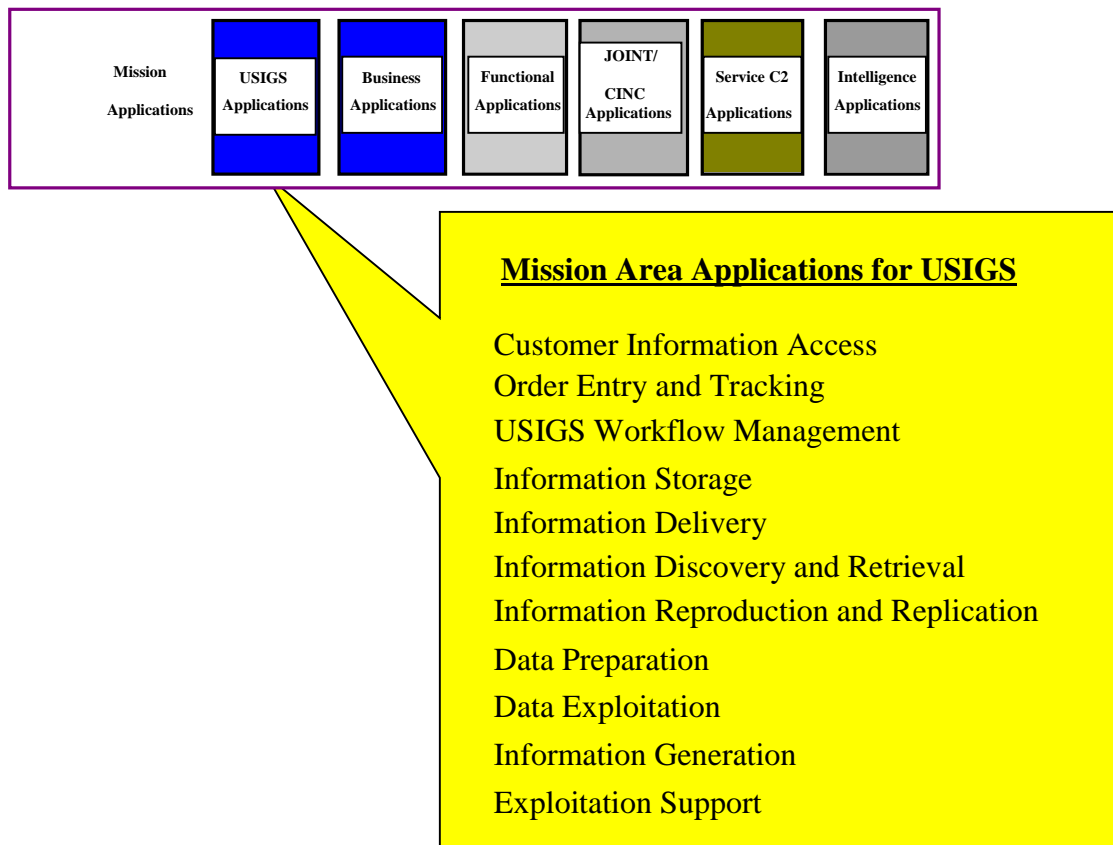 Mission
Applications
USIGS
Applications
Business
Applications
Functional
Applications
JOINT/
CINC
Applications
Service C2
Applications
Intelligence
Applications
Mission Area Applications for USIGS
Customer Information Access
Order Entry and Tracking
USIGS Workflow Management
Information Storage
Information Delivery
Information Discovery and Retrieval
Information Reproduction and Replication
Data Preparation
Data Exploitation
Information Generation
Exploitation Support